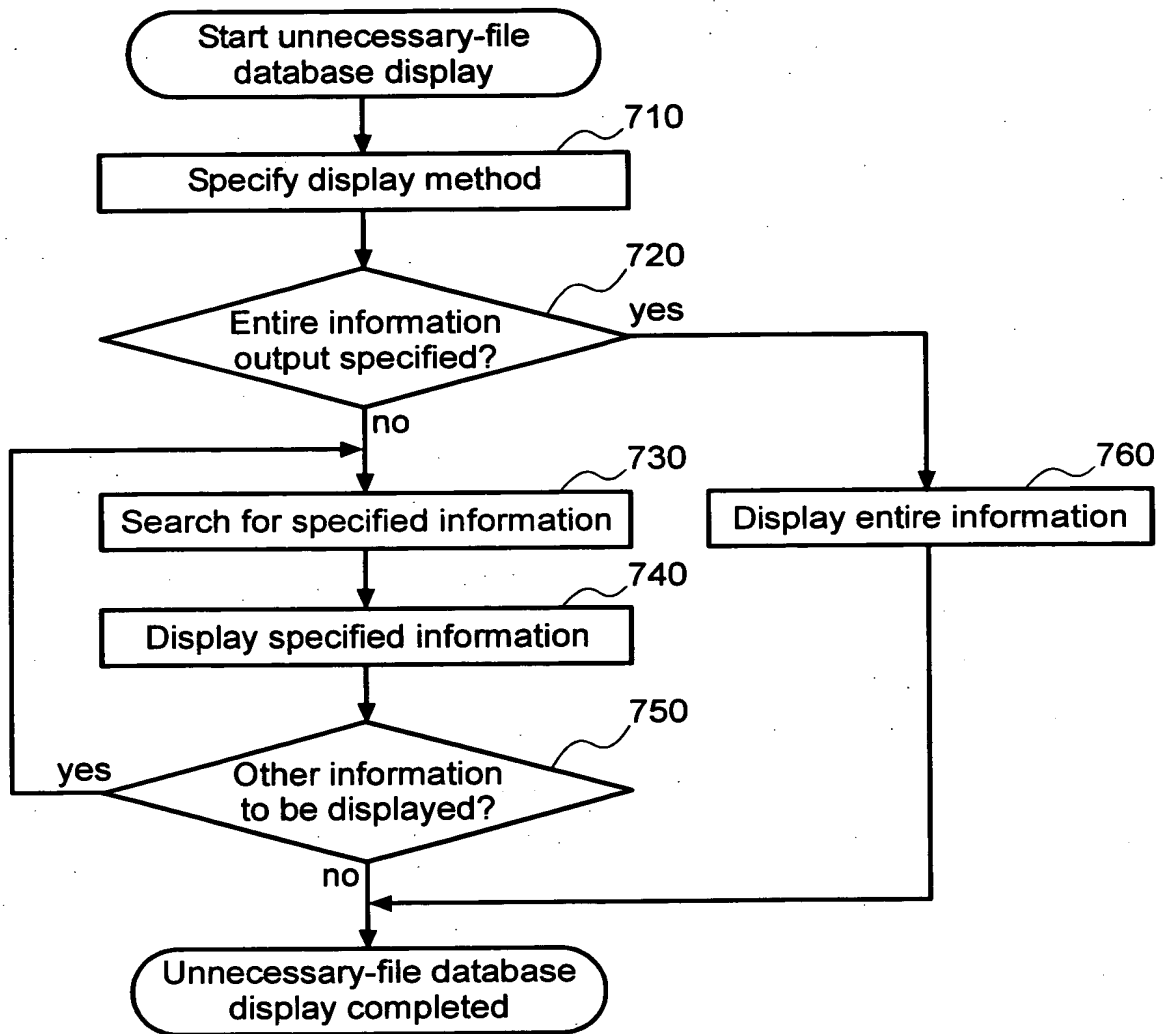 Start unnecessary-file
database display
710
Specify display method
720
Entire information
output specified?
yes
no
730
Search for specified information
760
Display entire information
740
Display specified information
750
yes
Other information
to be displayed?
no
Unnecessary-file database
display completed